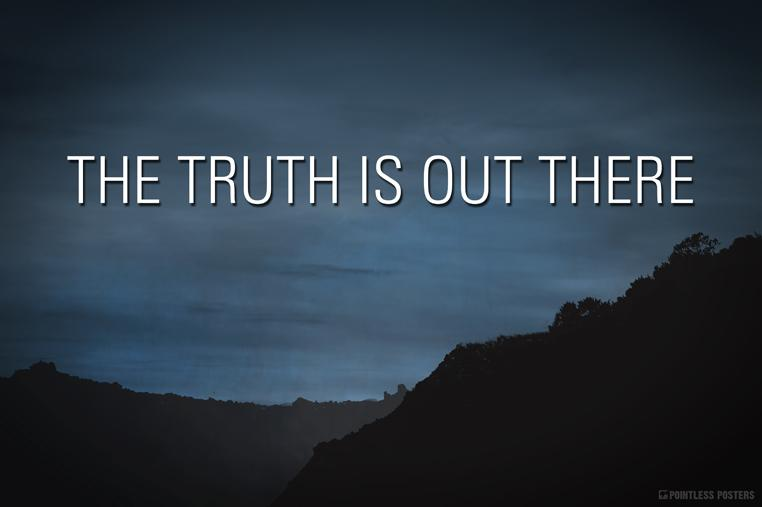 THE TRUTH IS OUT THERE
POINTLESS POSTERS